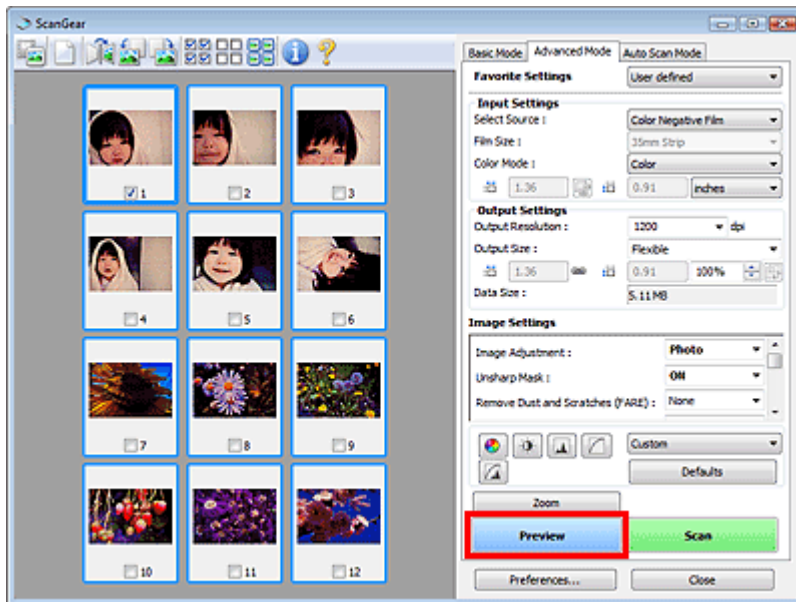 ScanGear
Basic Mode Advanced Mode Auto Scan Mode
Favorite Settings User defined
Input Settings
Select Source : Color Negative Film
Film Size : 35mm Strip
Color Mode : Color
1.36 0.91 inches
Output Settings
Output Resolution : 1200 dpi
Output Size : Flexible
1.36 0.91 100%
Data Size : 5.11MB
Image Settings
Image Adjustment : Photo
Unsharp Mask : ON
Remove Dust and Scratches (FARE) : None
Custom
Defaults
Zoom
Preview Scan
Preferences... Close
1 2 3
4 5 6
7 8 9
10 11 12